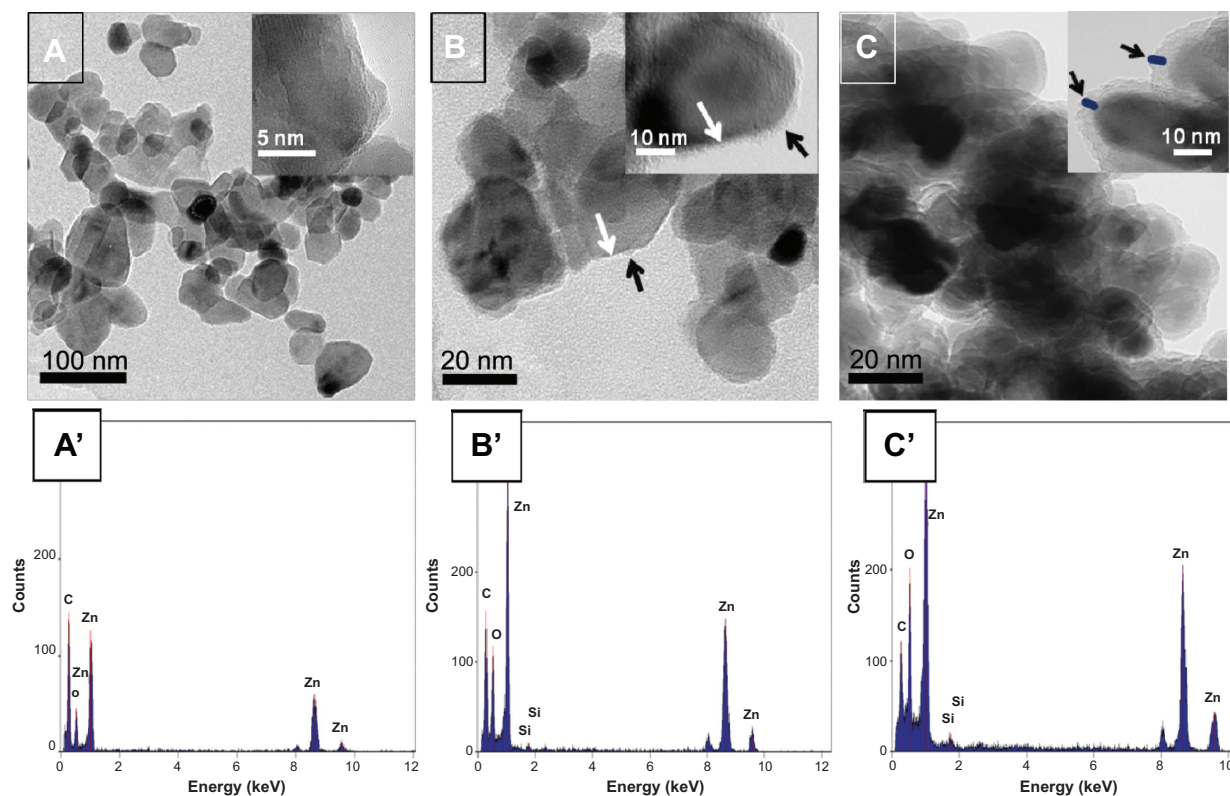 A
5 nm
100 nm
B
10 nm
20 nm
C
10 nm
20 nm
A’
Counts
200
100
0
C
Zn
o
Zn
Zn
Zn
0 2 4 6 8 10 12
Energy (keV)
B’
Counts
200
100
0
C
O
Zn
Si
Si
Zn
Zn
0 2 4 6 8 10 12
Energy (keV)
C’
Counts
200
100
0
C
O
Zn
Si
Si
Zn
Zn
0 2 4 6 8 10
Energy (keV)